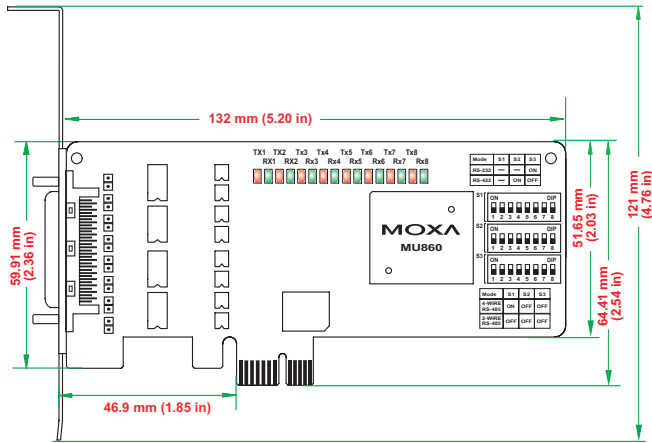 132 mm (5.20 in)
TX1 TX2 Tx3 Tx4 Tx5 Tx6 Tx7 Tx8
RX1 RX2 Rx3 Rx4 Rx5 Rx6 Rx7 Rx8
Mode S1 S2 S3
RS-232 — — ON
RS-422 — ON OFF
S1
ON DIP
1 2 3 4 5 6 7 8
S2
ON DIP
1 2 3 4 5 6 7 8
S3
ON DIP
1 2 3 4 5 6 7 8
MOXA
MU860
Mode S1 S2 S3
4-WIRE RS-485 ON OFF OFF
2-WIRE RS-485 OFF OFF OFF
59.91 mm
(2.36 in)
51.65 mm
(2.03 in)
64.41 mm
(2.54 in)
121 mm
(4.76 in)
46.9 mm (1.85 in)